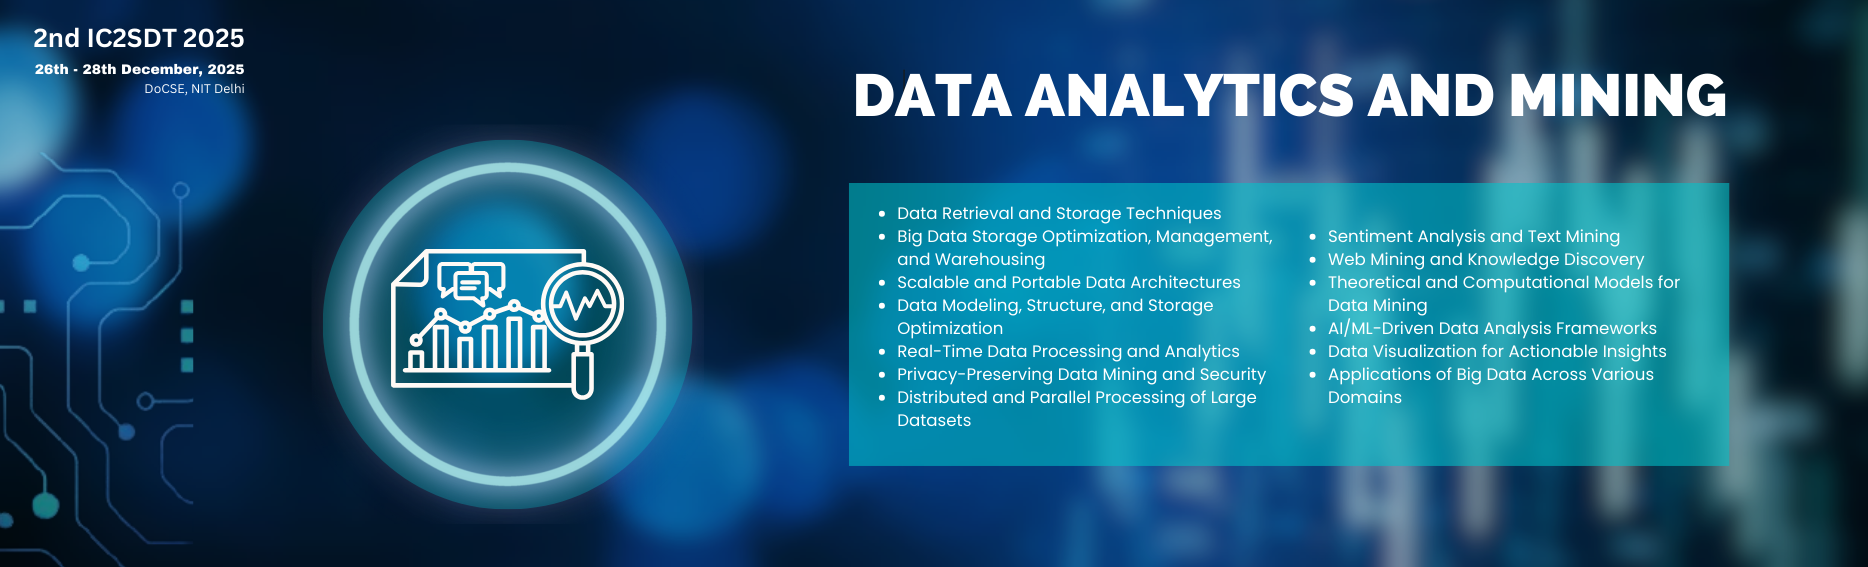 2nd IC2SDT 2025
26th - 28th December, 2025
DoCSE, NIT Delhi
DATA ANALYTICS AND MINING
• Data Retrieval and Storage Techniques
• Big Data Storage Optimization, Management,
and Warehousing
• Scalable and Portable Data Architectures
• Data Modeling, Structure, and Storage
Optimization
• Real-Time Data Processing and Analytics
• Privacy-Preserving Data Mining and Security
• Distributed and Parallel Processing of Large
Datasets
• Sentiment Analysis and Text Mining
• Web Mining and Knowledge Discovery
• Theoretical and Computational Models for
Data Mining
• AI/ML-Driven Data Analysis Frameworks
• Data Visualization for Actionable Insights
• Applications of Big Data Across Various
Domains